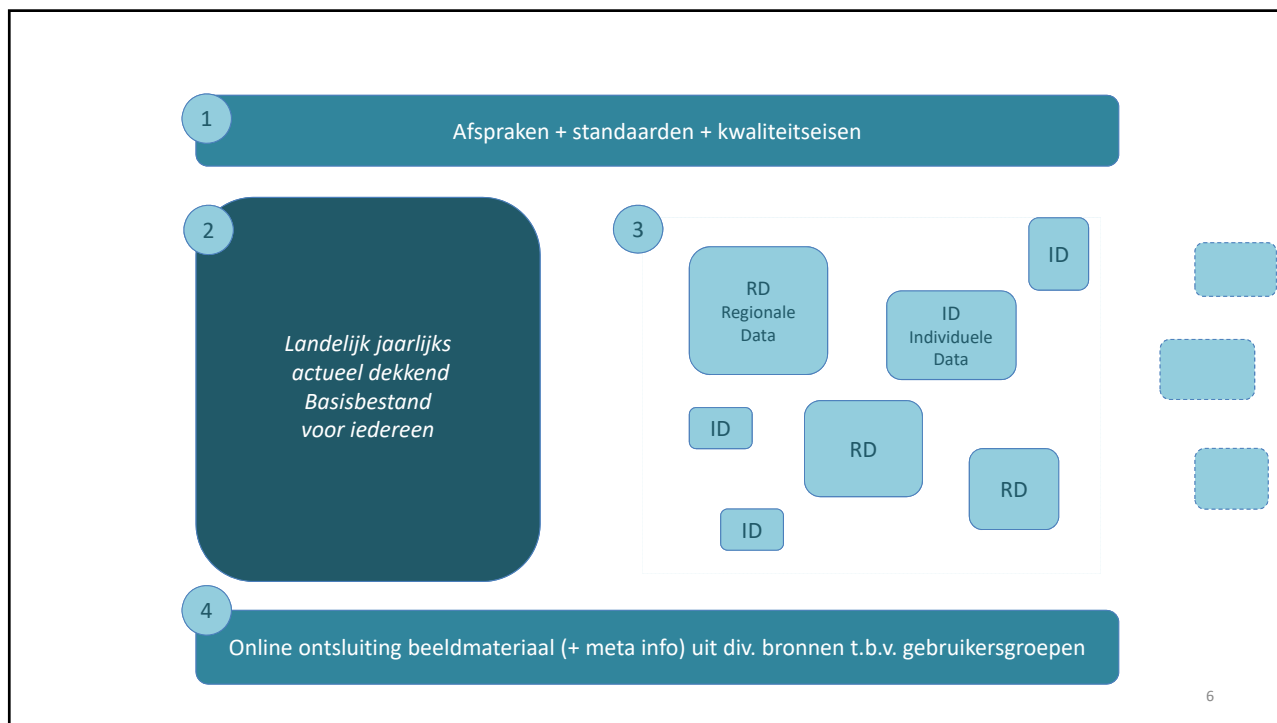 1
Afspraken + standaarden + kwaliteitseisen
2
Landelijk jaarlijks
actueel dekkend
Basisbestand
voor iedereen
3
RD
Regionale
Data
ID
Individuele
Data
ID
ID
RD
RD
ID
4
Online ontsluiting beeldmateriaal (+ meta info) uit div. bronnen t.b.v. gebruikersgroepen
6